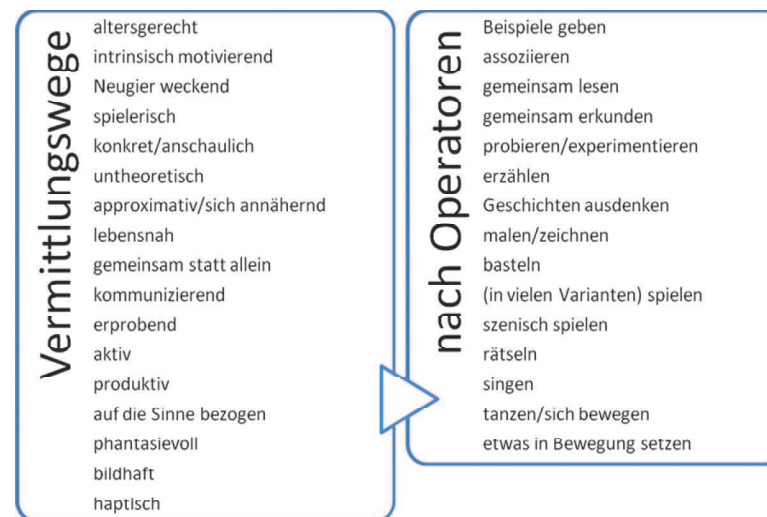 Vermittlungswege
altersgerecht
intrinsisch motivierend
Neugier weckend
spielerisch
konkret/anschaulich
untheoretisch
approximativ/sich annähernd
lebensnah
gemeinsam statt allein
kommunizierend
erprobend
aktiv
produktiv
auf die Sinne bezogen
phantasievoll
bildhaft
haptisch
nach Operatoren
Beispiele geben
assoziieren
gemeinsam lesen
gemeinsam erkunden
probieren/experimentieren
erzählen
Geschichten ausdenken
malen/zeichnen
basteln
(in vielen Varianten) spielen
szenisch spielen
rätseln
singen
tanzen/sich bewegen
etwas in Bewegung setzen